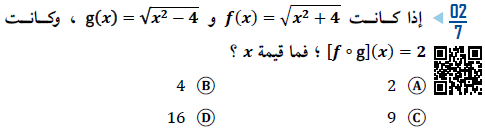 02/7 إذا كانت f(x) = √(x² + 4) و g(x) = √(x² − 4) ، وكانت
[f ∘ g](x) = 2 ؛ فما قيمة x ؟
A 2 B 4
C 9 D 16